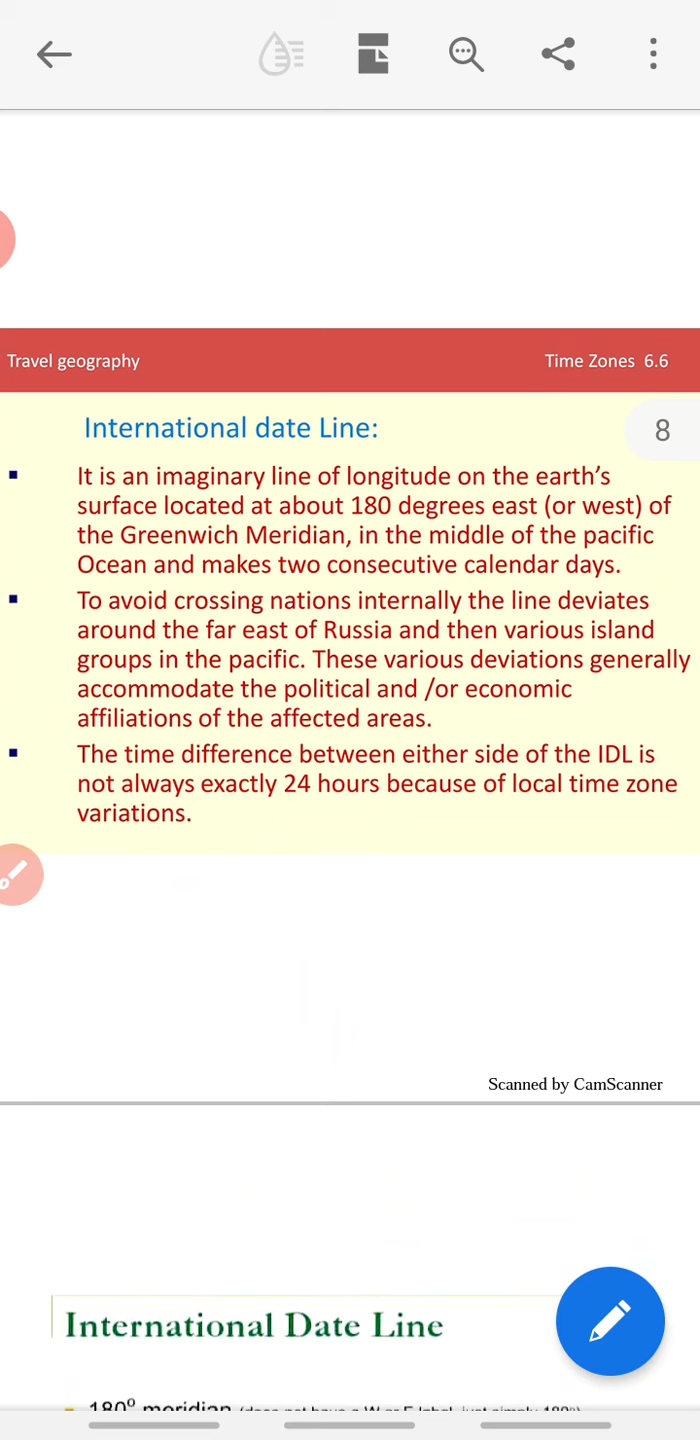 Travel geography
Time Zones 6.6
International date Line:
8
It is an imaginary line of longitude on the earth's
surface located at about 180 degrees east (or west) of
the Greenwich Meridian, in the middle of the pacific
Ocean and makes two consecutive calendar days.
To avoid crossing nations internally the line deviates
around the far east of Russia and then various island
groups in the pacific. These various deviations generally
accommodate the political and /or economic
affiliations of the affected areas.
The time difference between either side of the IDL is
not always exactly 24 hours because of local time zone
variations.
Scanned by CamScanner
International Date Line
180º meridian